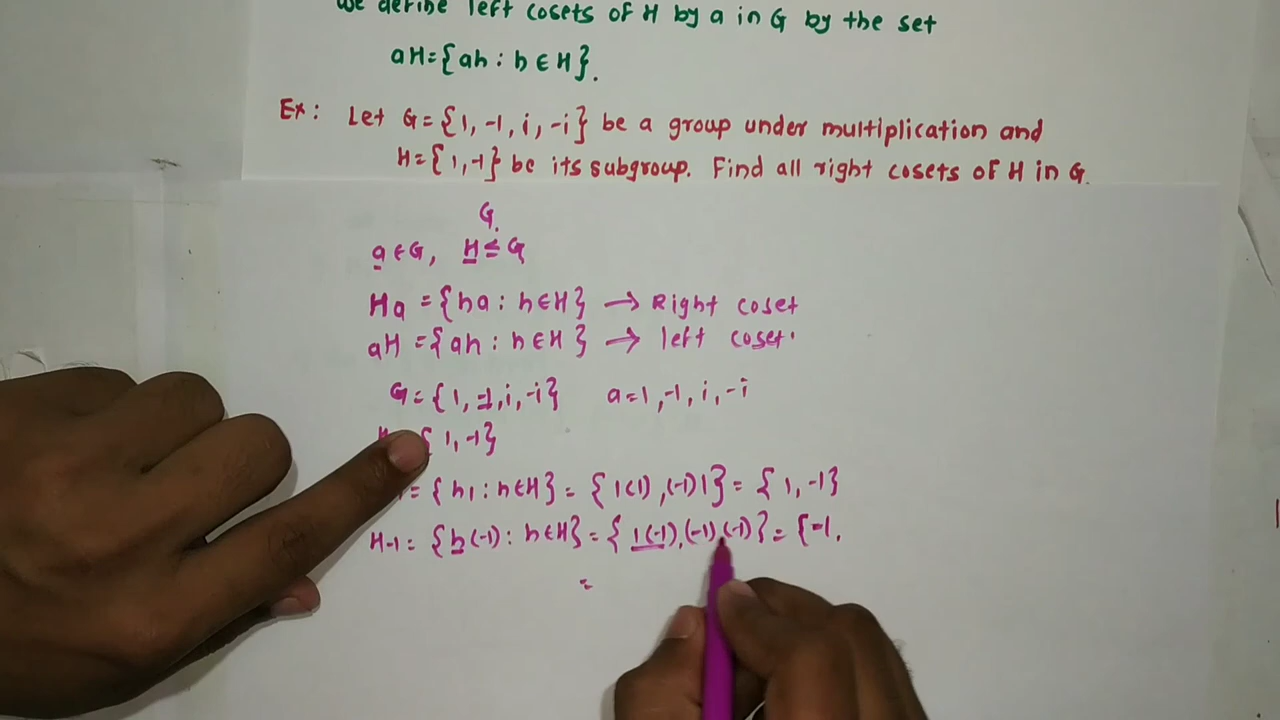 We define left cosets of H by a in G by the set
aH={ah : h ∈ H}.
Ex: Let G={1, -1, i, -i} be a group under multiplication and
H={1, -1} be its subgroup. Find all right cosets of H in G.
G.
a∈G, H≤G
Ha ={ha : h∈H} → Right coset
aH ={ah : h∈H} → left coset.
G={1, -1, i, -i} a=1, -1, i, -i
{1, -1}
= {h1 : h∈H} = {1(1), (-1)1} = {1, -1}
H-1 = {h(-1) : h∈H} = {1(-1), (-1)(-1)} = {-1,
=